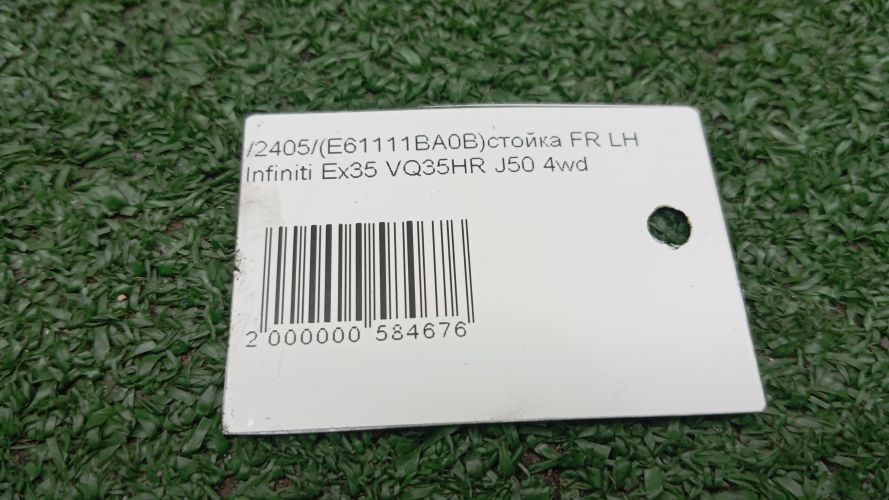 /2405/(E61111BA0B)стойка FR LH
Infiniti Ex35 VQ35HR J50 4wd
2 000000 584676